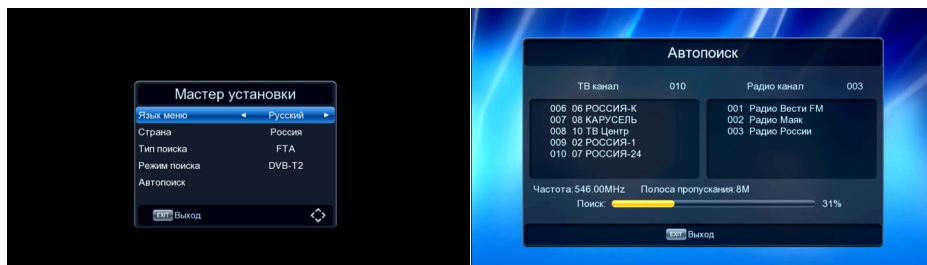 Мастер установки
Язык меню Русский
Страна Россия
Тип поиска FTA
Режим поиска DVB-T2
Автопоиск
EXIT Выход
Автопоиск
ТВ канал 010 Радио канал 003
006 06 РОССИЯ-К
007 08 КАРУСЕЛЬ
008 10 ТВ Центр
009 02 РОССИЯ-1
010 07 РОССИЯ-24
001 Радио Вести FM
002 Радио Маяк
003 Радио России
Частота:546.00MHz Полоса пропускания:8M
Поиск: 31%
EXIT Выход